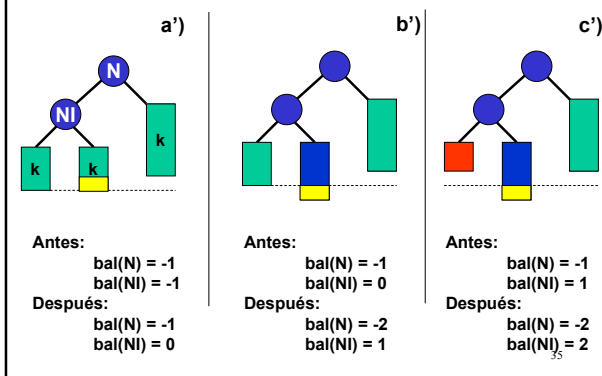 a')
N
NI
k
k
k
Antes:
bal(N) = -1
bal(NI) = -1
Después:
bal(N) = -1
bal(NI) = 0
b')
Antes:
bal(N) = -1
bal(NI) = 0
Después:
bal(N) = -2
bal(NI) = 1
c')
Antes:
bal(N) = -1
bal(NI) = 1
Después:
bal(N) = -2
bal(NI) = 2
35